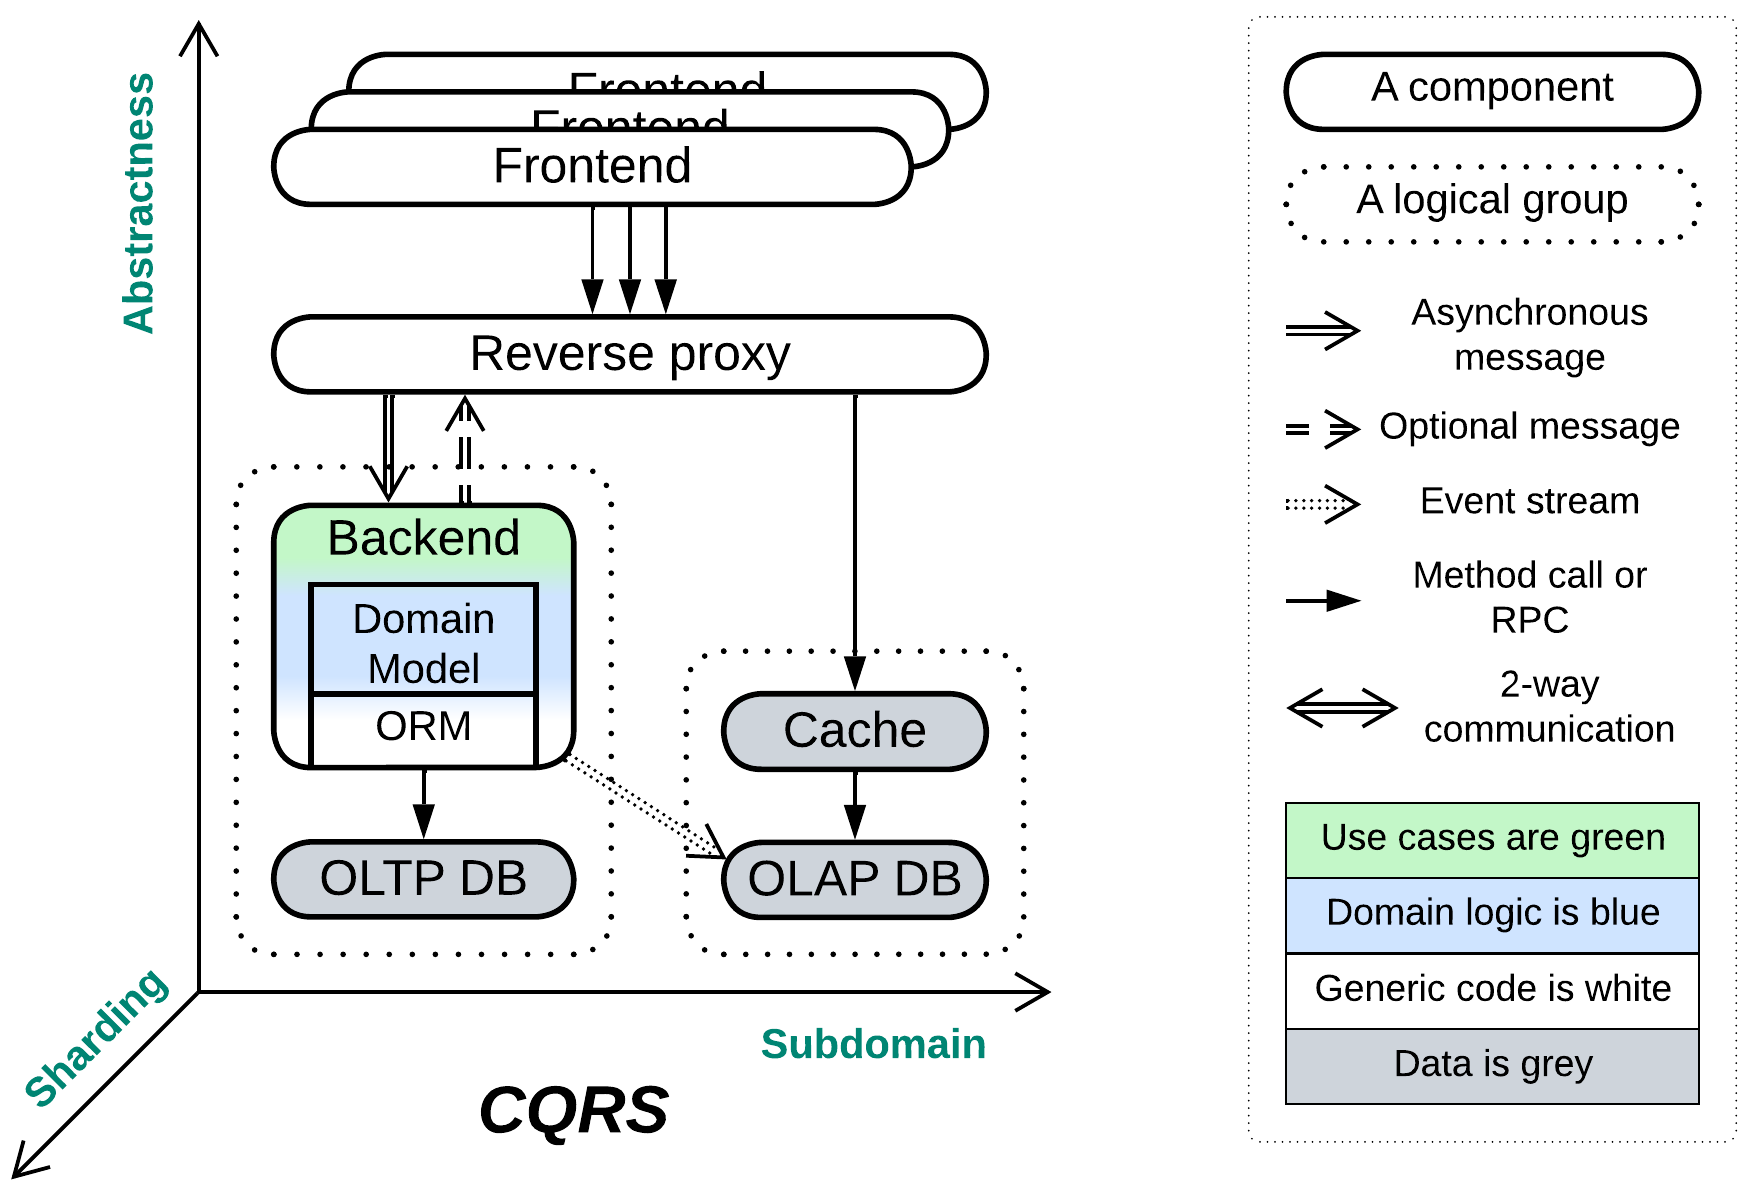 Abstractness
Frontend
Frontend
Frontend
Reverse proxy
Backend
Domain
Model
ORM
OLTP DB
Cache
OLAP DB
Sharding
Subdomain
CQRS
A component
A logical group
Asynchronous
message
Optional message
Event stream
Method call or
RPC
2-way
communication
Use cases are green
Domain logic is blue
Generic code is white
Data is grey